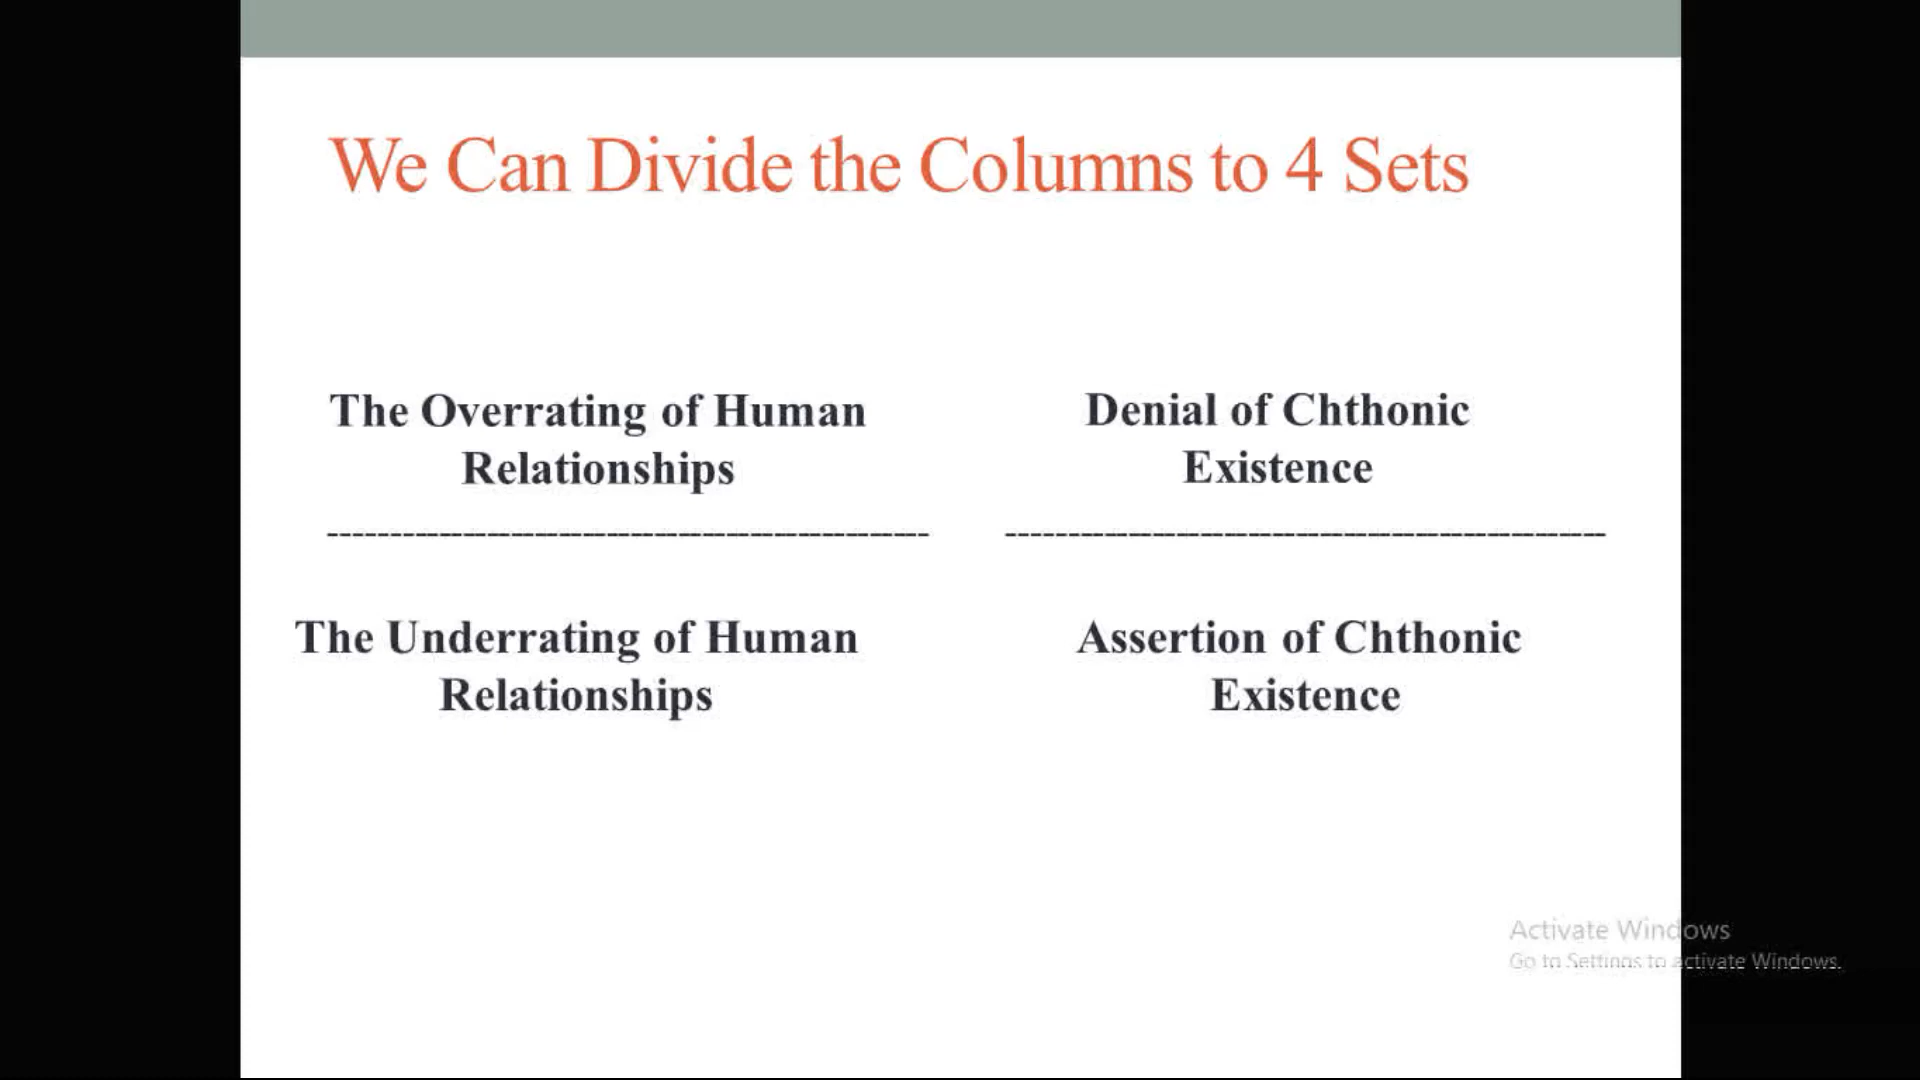 We Can Divide the Columns to 4 Sets
The Overrating of Human
Relationships
Denial of Chthonic
Existence
--------------------------------------------------
--------------------------------------------------
The Underrating of Human
Relationships
Assertion of Chthonic
Existence
Activate Windows
Go to Settings to activate Windows.